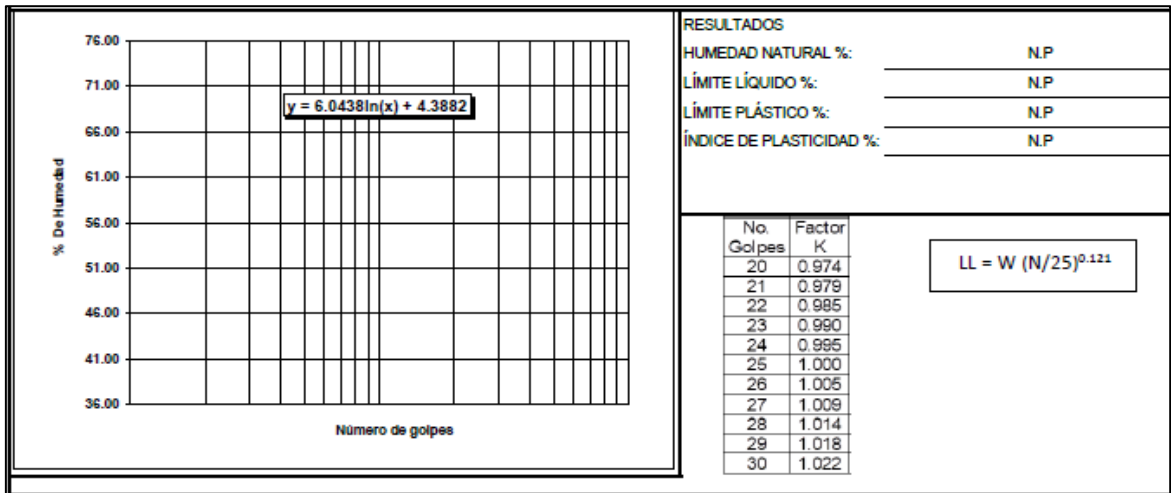 76.00
71.00
66.00
61.00
56.00
51.00
46.00
41.00
36.00
% De Humedad
y = 6.0438ln(x) + 4.3882
Número de golpes
RESULTADOS
HUMEDAD NATURAL %: N.P
LÍMITE LÍQUIDO %: N.P
LÍMITE PLÁSTICO %: N.P
ÍNDICE DE PLASTICIDAD %: N.P
No. Golpes Factor K
20 0.974
21 0.979
22 0.985
23 0.990
24 0.995
25 1.000
26 1.005
27 1.009
28 1.014
29 1.018
30 1.022
LL = W (N/25)^0.121